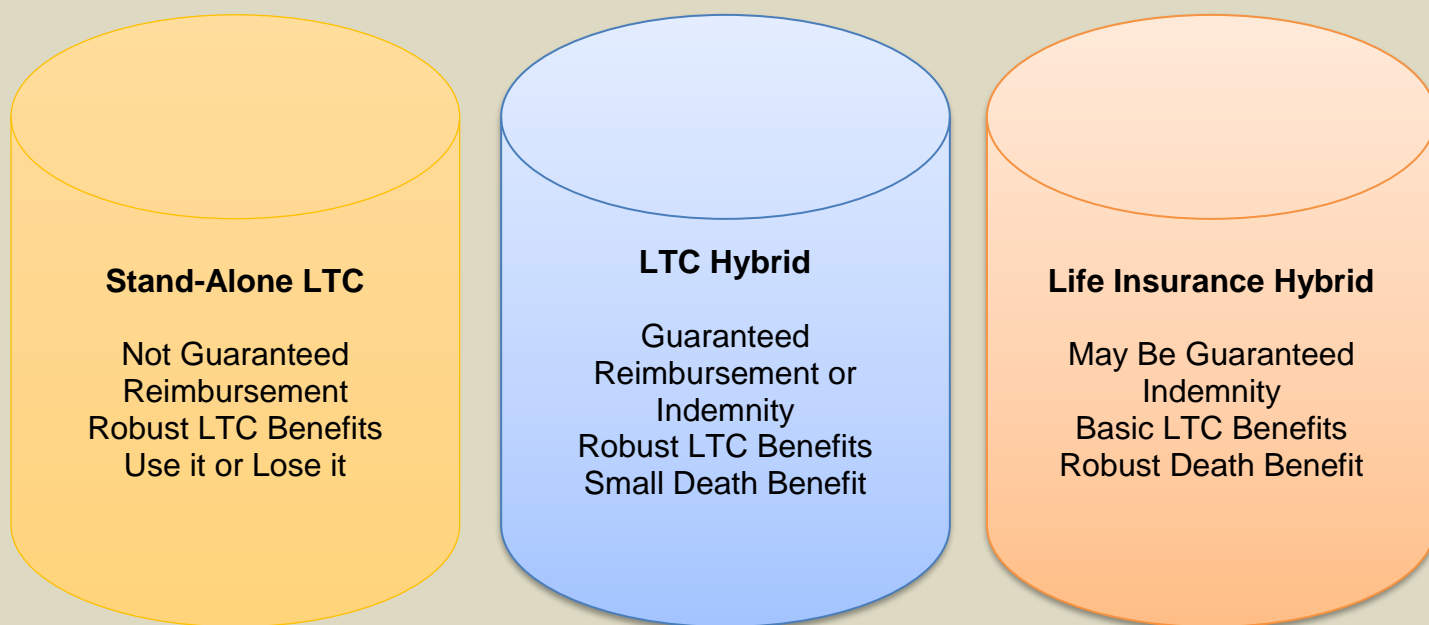 Stand-Alone LTC
Not Guaranteed
Reimbursement
Robust LTC Benefits
Use it or Lose it
LTC Hybrid
Guaranteed
Reimbursement or
Indemnity
Robust LTC Benefits
Small Death Benefit
Life Insurance Hybrid
May Be Guaranteed
Indemnity
Basic LTC Benefits
Robust Death Benefit